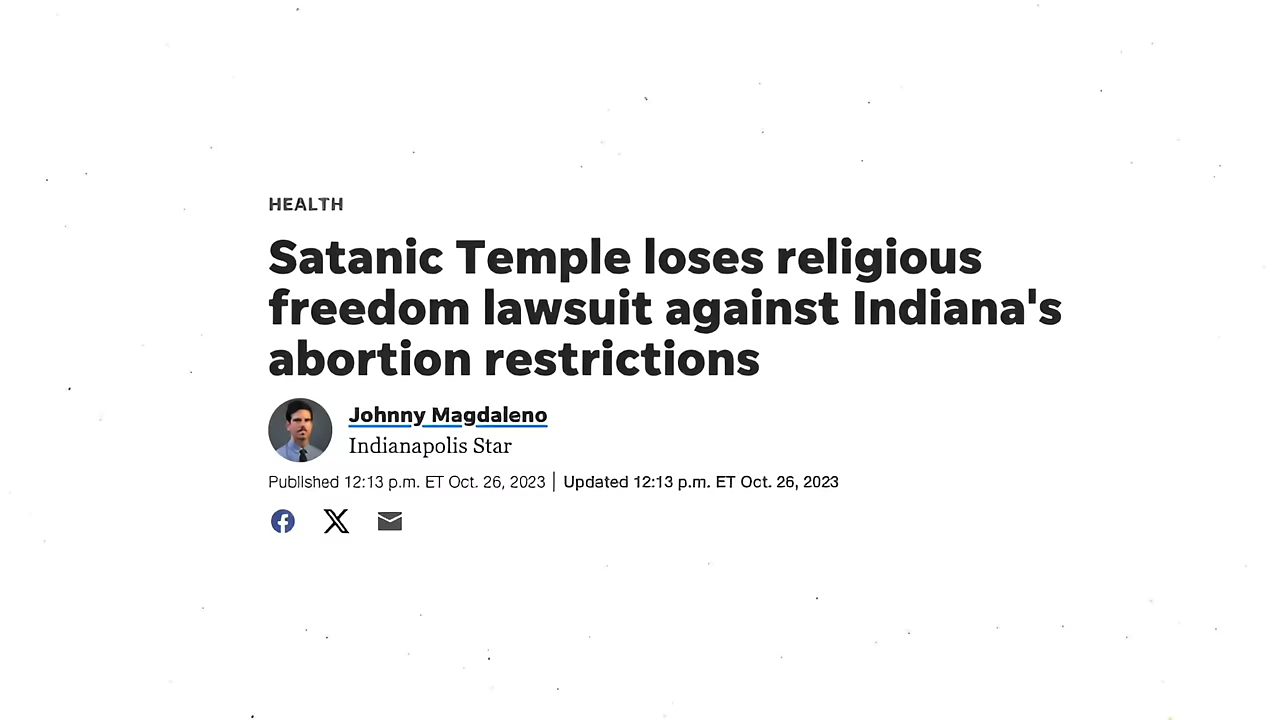 HEALTH
Satanic Temple loses religious
freedom lawsuit against Indiana's
abortion restrictions
Johnny Magdaleno
Indianapolis Star
Published 12:13 p.m. ET Oct. 26, 2023 | Updated 12:13 p.m. ET Oct. 26, 2023